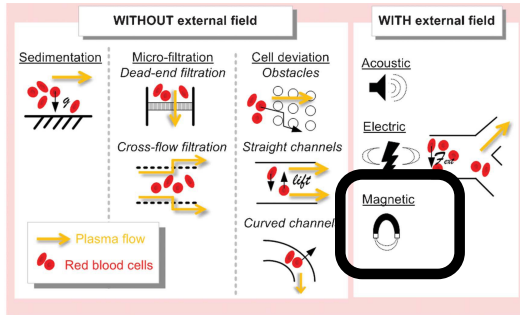 WITHOUT external field
WITH external field
Sedimentation
g
Micro-filtration
Dead-end filtration
Cross-flow filtration
Cell deviation
Obstacles
Straight channels
lift
Curved channel
Acoustic
Electric
Fext
Magnetic
Plasma flow
Red blood cells